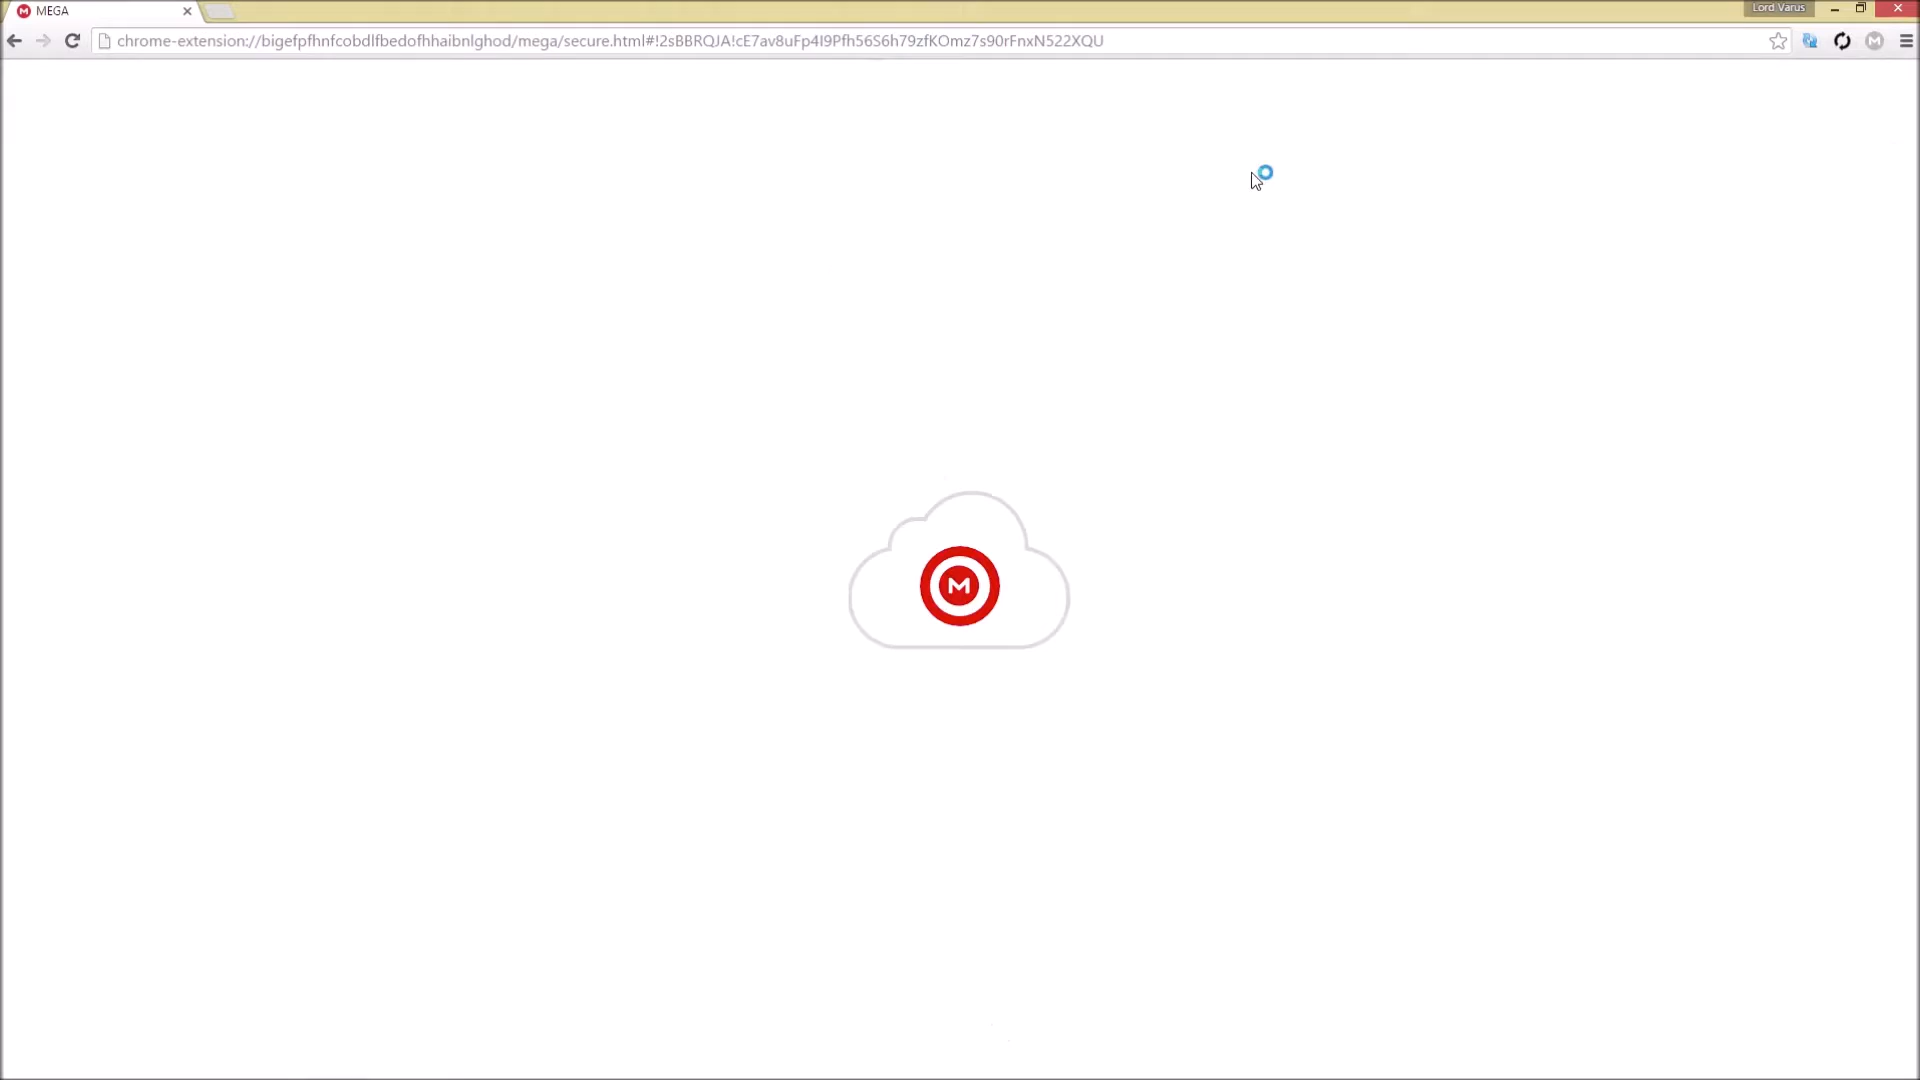 MEGA
Lord Varus
chrome-extension://bigefpfhnfcobdlfbedofhhaibnlghod/mega/secure.html#!2sBBRQJA!cE7av8uFp4I9Pfh56S6h79zfKOmz7s90rFnxN522XQU
M